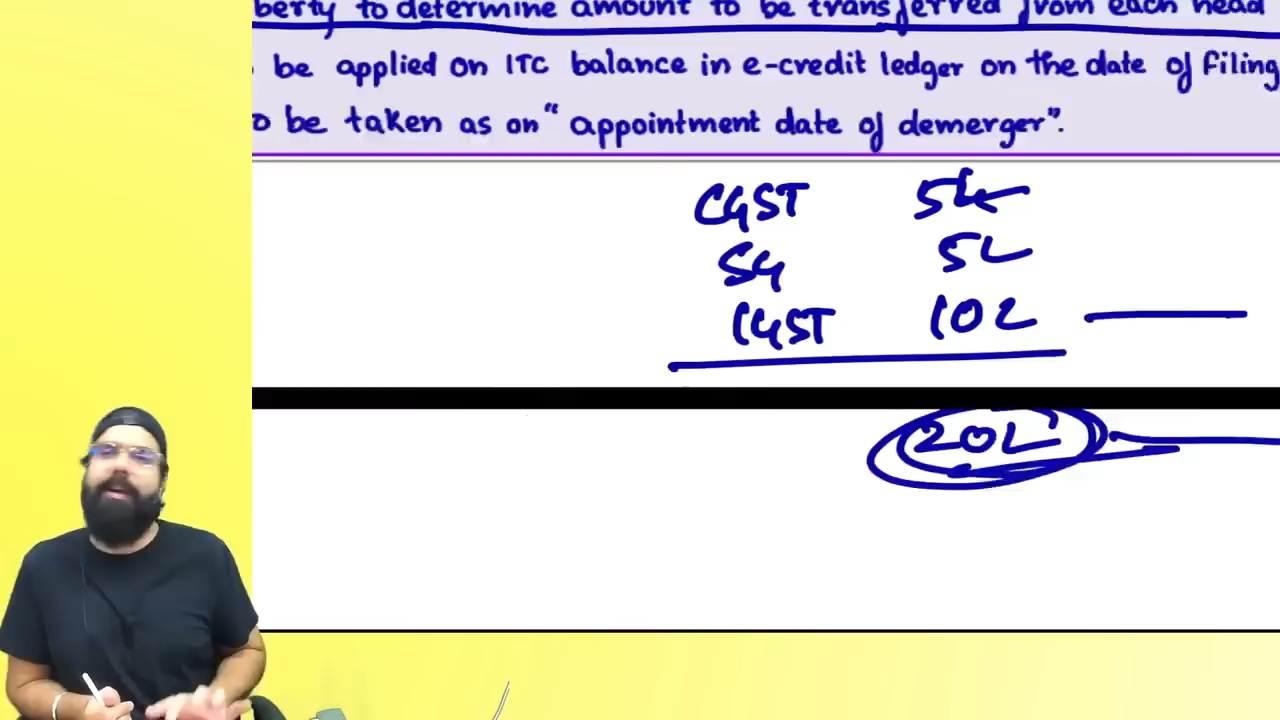 berty to determine amount to be transferred from each head
be applied on ITC balance in e-credit ledger on the date of filing
o be taken as on “appointment date of demerger”.
CGST 5L
SG 5L
IGST 10L
20L